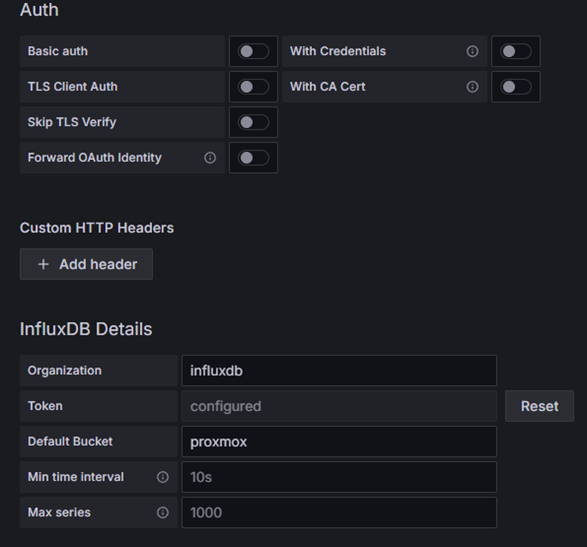 Auth
Basic auth
With Credentials
TLS Client Auth
With CA Cert
Skip TLS Verify
Forward OAuth Identity
Custom HTTP Headers
+ Add header
InfluxDB Details
Organization influxdb
Token configured Reset
Default Bucket proxmox
Min time interval 10s
Max series 1000